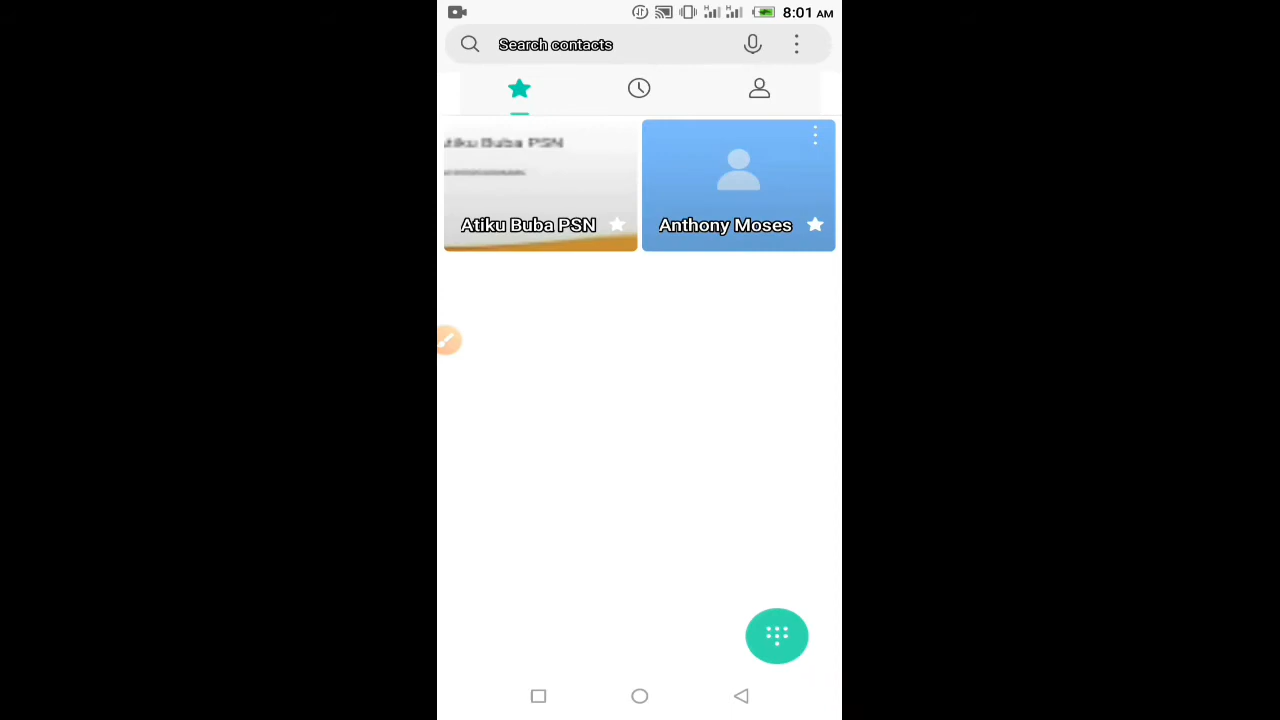 8:01 AM
Search contacts
Atiku Buba PSN
Atiku Buba PSN
Anthony Moses